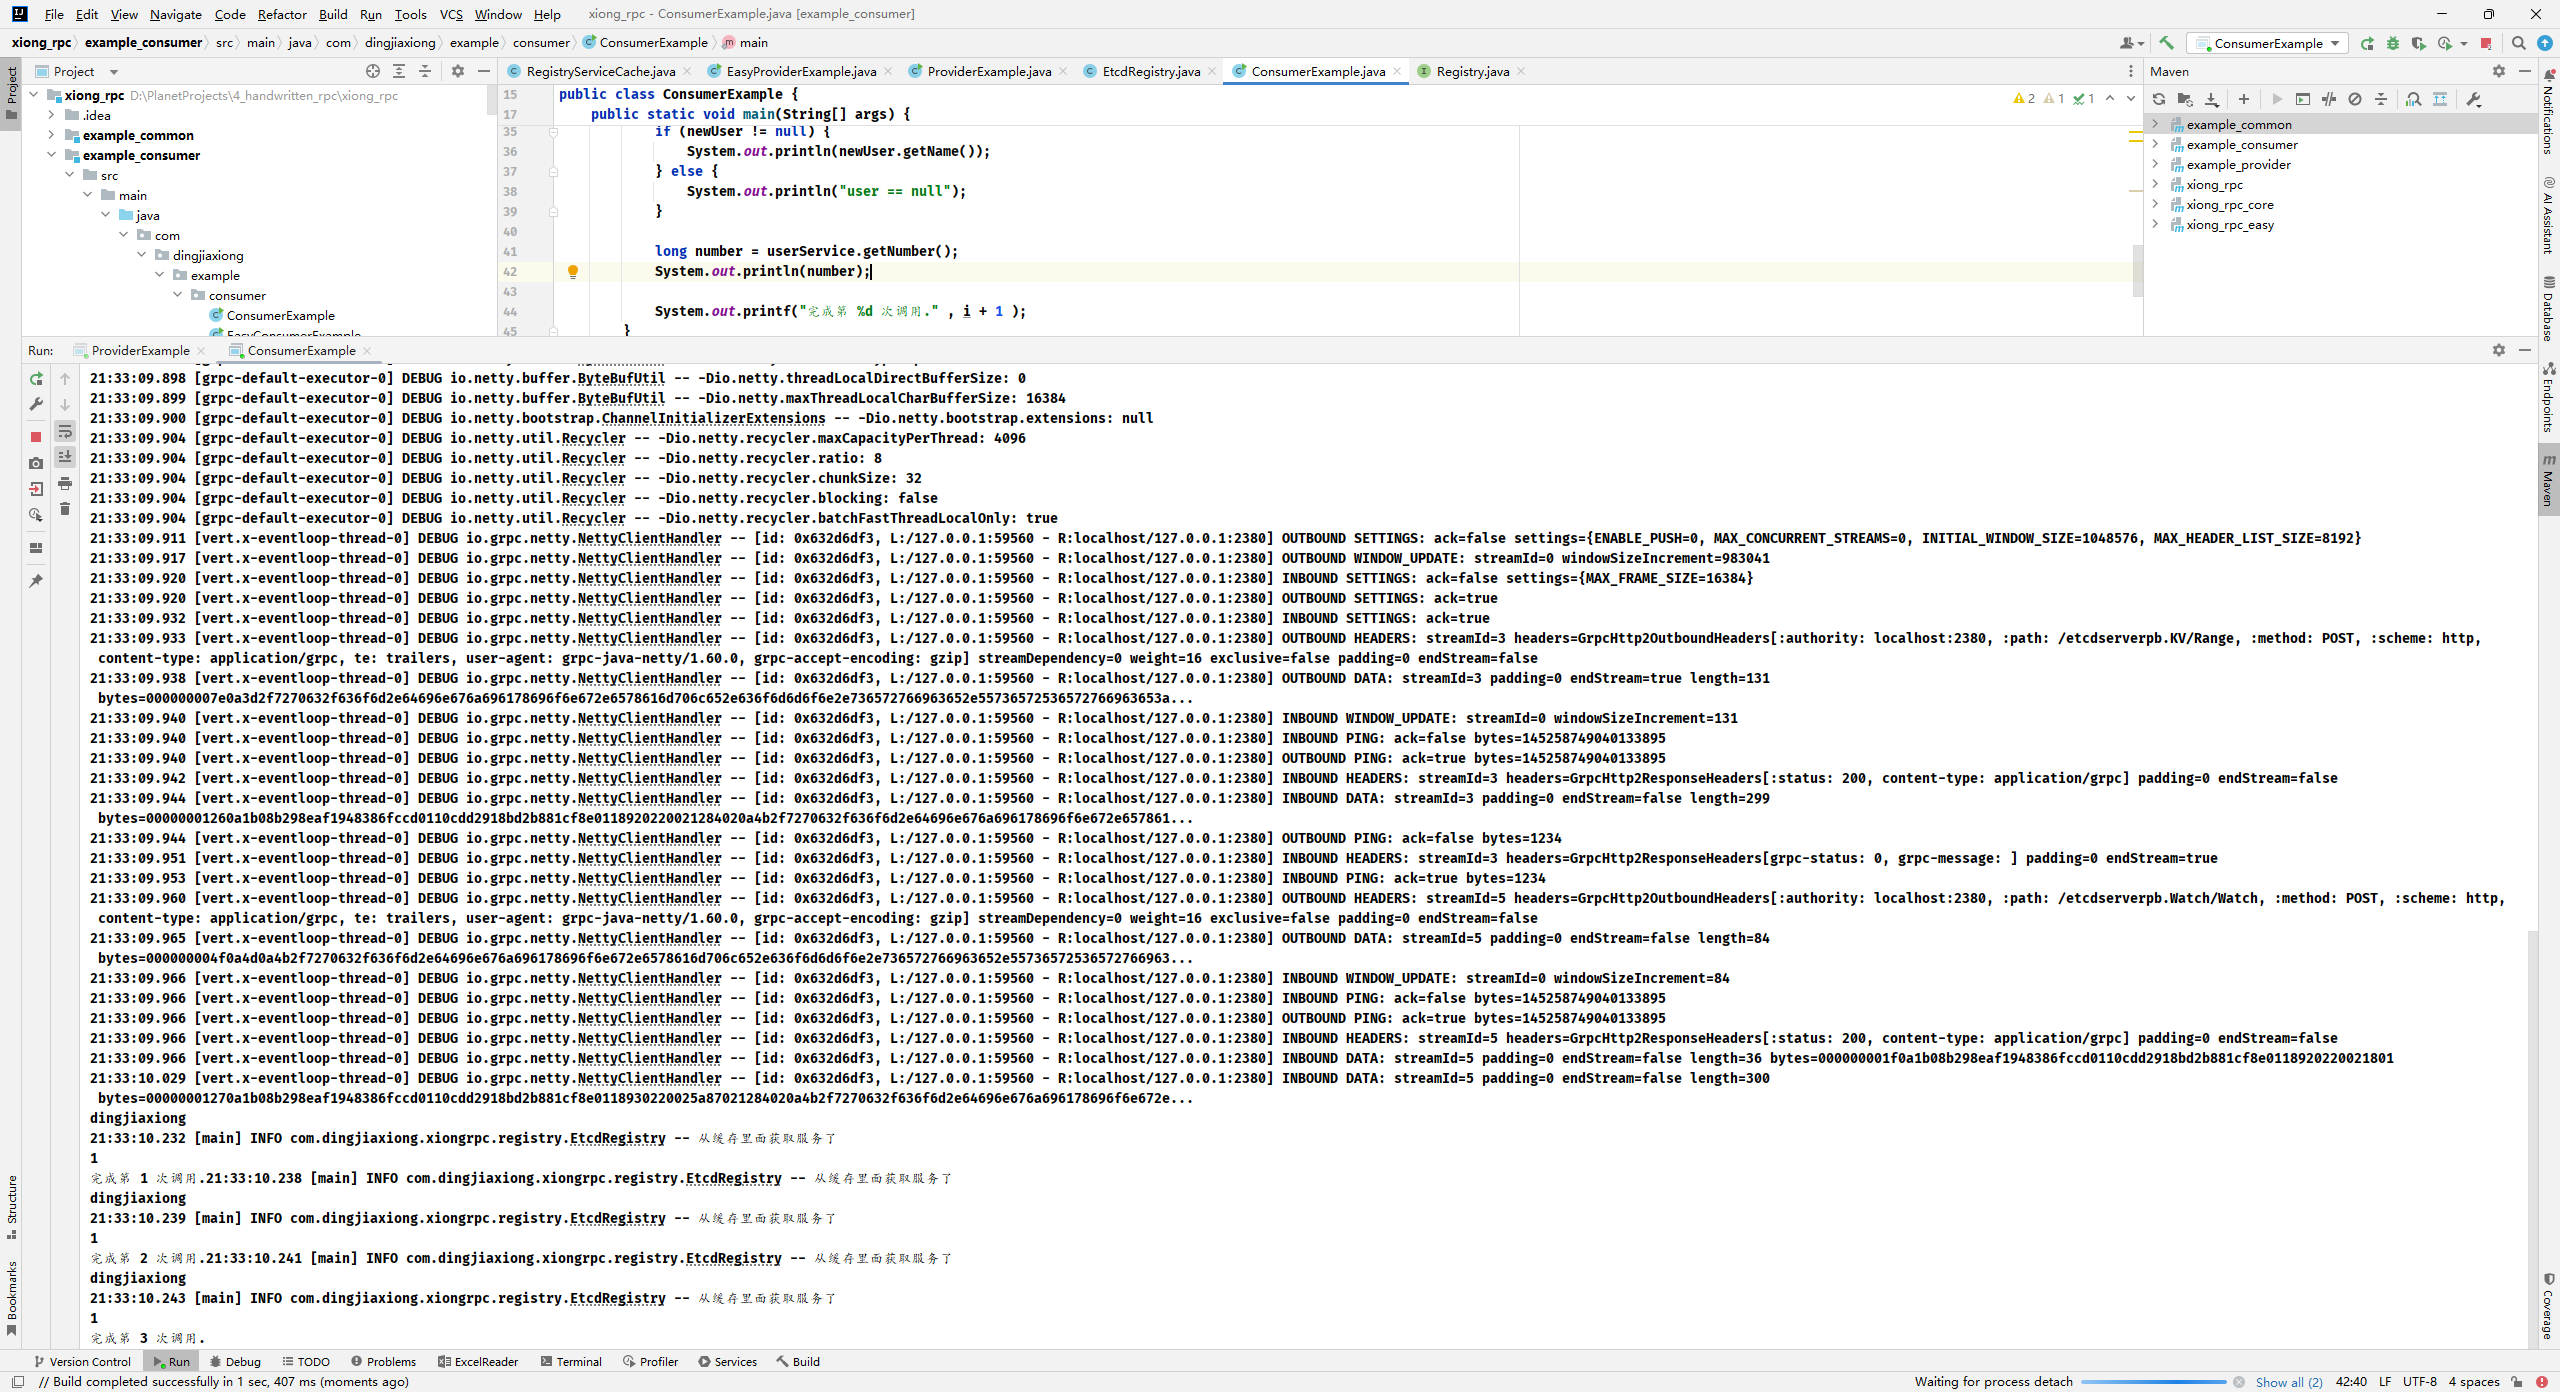 File Edit View Navigate Code Refactor Build Run Tools VCS Window Help xiong_rpc - ConsumerExample.java [example_consumer]
xiong_rpc example_consumer src main java com dingjiaxiong example consumer ConsumerExample main ConsumerExample
Project
RegistryServiceCache.java EasyProviderExample.java ProviderExample.java EtcdRegistry.java ConsumerExample.java Registry.java
Maven
xiong_rpc D:\PlanetProjects\4_handwritten_rpc\xiong_rpc
.idea
example_common
example_consumer
src
main
java
com
dingjiaxiong
example
consumer
ConsumerExample
EasyConsumerExample
15 public class ConsumerExample {
17 public static void main(String[] args) {
35 if (newUser != null) {
36 System.out.println(newUser.getName());
37 } else {
38 System.out.println("user == null");
39 }
40
41 long number = userService.getNumber();
42 System.out.println(number);
43
44 System.out.printf("完成第 %d 次调用." , i + 1 );
45 }
2 1 1
example_common
example_consumer
example_provider
xiong_rpc
xiong_rpc_core
xiong_rpc_easy
Run: ProviderExample ConsumerExample
21:33:09.898 [grpc-default-executor-0] DEBUG io.netty.buffer.ByteBufUtil -- -Dio.netty.threadLocalDirectBufferSize: 0
21:33:09.899 [grpc-default-executor-0] DEBUG io.netty.buffer.ByteBufUtil -- -Dio.netty.maxThreadLocalCharBufferSize: 16384
21:33:09.900 [grpc-default-executor-0] DEBUG io.netty.bootstrap.ChannelInitializerExtensions -- -Dio.netty.bootstrap.extensions: null
21:33:09.904 [grpc-default-executor-0] DEBUG io.netty.util.Recycler -- -Dio.netty.recycler.maxCapacityPerThread: 4096
21:33:09.904 [grpc-default-executor-0] DEBUG io.netty.util.Recycler -- -Dio.netty.recycler.ratio: 8
21:33:09.904 [grpc-default-executor-0] DEBUG io.netty.util.Recycler -- -Dio.netty.recycler.chunkSize: 32
21:33:09.904 [grpc-default-executor-0] DEBUG io.netty.util.Recycler -- -Dio.netty.recycler.blocking: false
21:33:09.904 [grpc-default-executor-0] DEBUG io.netty.util.Recycler -- -Dio.netty.recycler.batchFastThreadLocalOnly: true
21:33:09.911 [vert.x-eventloop-thread-0] DEBUG io.grpc.netty.NettyClientHandler -- [id: 0x632d6df3, L:/127.0.0.1:59560 - R:localhost/127.0.0.1:2380] OUTBOUND SETTINGS: ack=false settings={ENABLE_PUSH=0, MAX_CONCURRENT_STREAMS=0, INITIAL_WINDOW_SIZE=1048576, MAX_HEADER_LIST_SIZE=8192}
21:33:09.917 [vert.x-eventloop-thread-0] DEBUG io.grpc.netty.NettyClientHandler -- [id: 0x632d6df3, L:/127.0.0.1:59560 - R:localhost/127.0.0.1:2380] OUTBOUND WINDOW_UPDATE: streamId=0 windowSizeIncrement=983041
21:33:09.920 [vert.x-eventloop-thread-0] DEBUG io.grpc.netty.NettyClientHandler -- [id: 0x632d6df3, L:/127.0.0.1:59560 - R:localhost/127.0.0.1:2380] INBOUND SETTINGS: ack=false settings={MAX_FRAME_SIZE=16384}
21:33:09.920 [vert.x-eventloop-thread-0] DEBUG io.grpc.netty.NettyClientHandler -- [id: 0x632d6df3, L:/127.0.0.1:59560 - R:localhost/127.0.0.1:2380] OUTBOUND SETTINGS: ack=true
21:33:09.932 [vert.x-eventloop-thread-0] DEBUG io.grpc.netty.NettyClientHandler -- [id: 0x632d6df3, L:/127.0.0.1:59560 - R:localhost/127.0.0.1:2380] INBOUND SETTINGS: ack=true
21:33:09.933 [vert.x-eventloop-thread-0] DEBUG io.grpc.netty.NettyClientHandler -- [id: 0x632d6df3, L:/127.0.0.1:59560 - R:localhost/127.0.0.1:2380] OUTBOUND HEADERS: streamId=3 headers=GrpcHttp2OutboundHeaders[:authority: localhost:2380, :path: /etcdserverpb.KV/Range, :method: POST, :scheme: http,
content-type: application/grpc, te: trailers, user-agent: grpc-java-netty/1.60.0, grpc-accept-encoding: gzip] streamDependency=0 weight=16 exclusive=false padding=0 endStream=false
21:33:09.938 [vert.x-eventloop-thread-0] DEBUG io.grpc.netty.NettyClientHandler -- [id: 0x632d6df3, L:/127.0.0.1:59560 - R:localhost/127.0.0.1:2380] OUTBOUND DATA: streamId=3 padding=0 endStream=true length=131
bytes=000000007e0a3d2f7270632f636f6d2e64696e676a696178696f6e672e6578616d706c652e636f6d6d6f6e2e736572766963652e557365725365727669636​53a...
21:33:09.940 [vert.x-eventloop-thread-0] DEBUG io.grpc.netty.NettyClientHandler -- [id: 0x632d6df3, L:/127.0.0.1:59560 - R:localhost/127.0.0.1:2380] INBOUND WINDOW_UPDATE: streamId=0 windowSizeIncrement=131
21:33:09.940 [vert.x-eventloop-thread-0] DEBUG io.grpc.netty.NettyClientHandler -- [id: 0x632d6df3, L:/127.0.0.1:59560 - R:localhost/127.0.0.1:2380] INBOUND PING: ack=false bytes=145258749040133895
21:33:09.940 [vert.x-eventloop-thread-0] DEBUG io.grpc.netty.NettyClientHandler -- [id: 0x632d6df3, L:/127.0.0.1:59560 - R:localhost/127.0.0.1:2380] OUTBOUND PING: ack=true bytes=145258749040133895
21:33:09.942 [vert.x-eventloop-thread-0] DEBUG io.grpc.netty.NettyClientHandler -- [id: 0x632d6df3, L:/127.0.0.1:59560 - R:localhost/127.0.0.1:2380] INBOUND HEADERS: streamId=3 headers=GrpcHttp2ResponseHeaders[:status: 200, content-type: application/grpc] padding=0 endStream=false
21:33:09.944 [vert.x-eventloop-thread-0] DEBUG io.grpc.netty.NettyClientHandler -- [id: 0x632d6df3, L:/127.0.0.1:59560 - R:localhost/127.0.0.1:2380] INBOUND DATA: streamId=3 padding=0 endStream=false length=299
bytes=00000001260a1b08b298eaf1948386fccd0110cdd2918bd2b881cf8e0118920220021284020a4b2f7270632f636f6d2e64696e676a696178696f6e672e657861...
21:33:09.944 [vert.x-eventloop-thread-0] DEBUG io.grpc.netty.NettyClientHandler -- [id: 0x632d6df3, L:/127.0.0.1:59560 - R:localhost/127.0.0.1:2380] OUTBOUND PING: ack=false bytes=1234
21:33:09.951 [vert.x-eventloop-thread-0] DEBUG io.grpc.netty.NettyClientHandler -- [id: 0x632d6df3, L:/127.0.0.1:59560 - R:localhost/127.0.0.1:2380] INBOUND HEADERS: streamId=3 headers=GrpcHttp2ResponseHeaders[grpc-status: 0, grpc-message: ] padding=0 endStream=true
21:33:09.953 [vert.x-eventloop-thread-0] DEBUG io.grpc.netty.NettyClientHandler -- [id: 0x632d6df3, L:/127.0.0.1:59560 - R:localhost/127.0.0.1:2380] INBOUND PING: ack=true bytes=1234
21:33:09.960 [vert.x-eventloop-thread-0] DEBUG io.grpc.netty.NettyClientHandler -- [id: 0x632d6df3, L:/127.0.0.1:59560 - R:localhost/127.0.0.1:2380] OUTBOUND HEADERS: streamId=5 headers=GrpcHttp2OutboundHeaders[:authority: localhost:2380, :path: /etcdserverpb.Watch/Watch, :method: POST, :scheme: http,
content-type: application/grpc, te: trailers, user-agent: grpc-java-netty/1.60.0, grpc-accept-encoding: gzip] streamDependency=0 weight=16 exclusive=false padding=0 endStream=false
21:33:09.965 [vert.x-eventloop-thread-0] DEBUG io.grpc.netty.NettyClientHandler -- [id: 0x632d6df3, L:/127.0.0.1:59560 - R:localhost/127.0.0.1:2380] OUTBOUND DATA: streamId=5 padding=0 endStream=false length=84
bytes=000000004f0a4d0a4b2f7270632f636f6d2e64696e676a696178696f6e672e6578616d706c652e636f6d6d6f6e2e736572766963652e55736572536572766963...
21:33:09.966 [vert.x-eventloop-thread-0] DEBUG io.grpc.netty.NettyClientHandler -- [id: 0x632d6df3, L:/127.0.0.1:59560 - R:localhost/127.0.0.1:2380] INBOUND WINDOW_UPDATE: streamId=0 windowSizeIncrement=84
21:33:09.966 [vert.x-eventloop-thread-0] DEBUG io.grpc.netty.NettyClientHandler -- [id: 0x632d6df3, L:/127.0.0.1:59560 - R:localhost/127.0.0.1:2380] INBOUND PING: ack=false bytes=145258749040133895
21:33:09.966 [vert.x-eventloop-thread-0] DEBUG io.grpc.netty.NettyClientHandler -- [id: 0x632d6df3, L:/127.0.0.1:59560 - R:localhost/127.0.0.1:2380] OUTBOUND PING: ack=true bytes=145258749040133895
21:33:09.966 [vert.x-eventloop-thread-0] DEBUG io.grpc.netty.NettyClientHandler -- [id: 0x632d6df3, L:/127.0.0.1:59560 - R:localhost/127.0.0.1:2380] INBOUND HEADERS: streamId=5 headers=GrpcHttp2ResponseHeaders[:status: 200, content-type: application/grpc] padding=0 endStream=false
21:33:09.966 [vert.x-eventloop-thread-0] DEBUG io.grpc.netty.NettyClientHandler -- [id: 0x632d6df3, L:/127.0.0.1:59560 - R:localhost/127.0.0.1:2380] INBOUND DATA: streamId=5 padding=0 endStream=false length=36 bytes=000000001f0a1b08b298eaf1948386fccd0110cdd2918bd2b881cf8e0118920220021801
21:33:10.029 [vert.x-eventloop-thread-0] DEBUG io.grpc.netty.NettyClientHandler -- [id: 0x632d6df3, L:/127.0.0.1:59560 - R:localhost/127.0.0.1:2380] INBOUND DATA: streamId=5 padding=0 endStream=false length=300
bytes=00000001270a1b08b298eaf1948386fccd0110cdd2918bd2b881cf8e0118930220025a87021284020a4b2f7270632f636f6d2e64696e676a696178696f6e672e...
dingjiaxiong
21:33:10.232 [main] INFO com.dingjiaxiong.xiongrpc.registry.EtcdRegistry -- 从缓存里面获取服务了
1
完成第 1 次调用.21:33:10.238 [main] INFO com.dingjiaxiong.xiongrpc.registry.EtcdRegistry -- 从缓存里面获取服务了
dingjiaxiong
21:33:10.239 [main] INFO com.dingjiaxiong.xiongrpc.registry.EtcdRegistry -- 从缓存里面获取服务了
1
完成第 2 次调用.21:33:10.241 [main] INFO com.dingjiaxiong.xiongrpc.registry.EtcdRegistry -- 从缓存里面获取服务了
dingjiaxiong
21:33:10.243 [main] INFO com.dingjiaxiong.xiongrpc.registry.EtcdRegistry -- 从缓存里面获取服务了
1
完成第 3 次调用.
Project
Structure
Bookmarks
Notifications
AI Assistant
Database
Endpoints
Maven
Coverage
Version Control Run Debug TODO Problems ExcelReader Terminal Profiler Services Build
// Build completed successfully in 1 sec, 407 ms (moments ago) Waiting for process detach Show all (2) 42:40 LF UTF-8 4 spaces